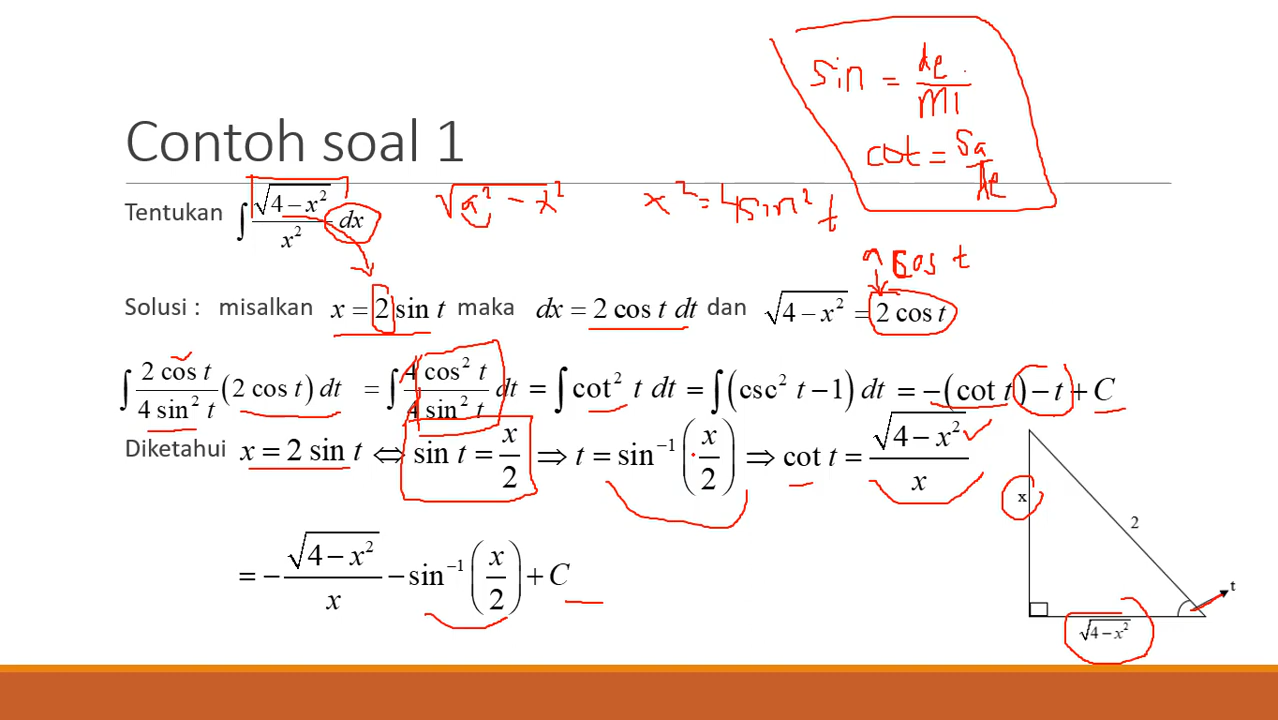 sin = de/mi
cot = sa/de
Contoh soal 1
Tentukan ∫ √(4 − x²)/x² dx
√(a² − x²)
x² = 4 sin² t
2 cos t
Solusi : misalkan x = 2 sin t maka dx = 2 cos t dt dan √(4 − x²) = 2 cos t
∫ (2 cos t)/(4 sin² t) (2 cos t) dt = ∫ (4 cos² t)/(4 sin² t) dt = ∫ cot² t dt = ∫ (csc² t − 1) dt = −(cot t) − t + C
Diketahui x = 2 sin t ⇔ sin t = x/2 ⇒ t = sin⁻¹ (x/2) ⇒ cot t = √(4 − x²)/x
x
2
t
√(4 − x²)
= − √(4 − x²)/x − sin⁻¹ (x/2) + C